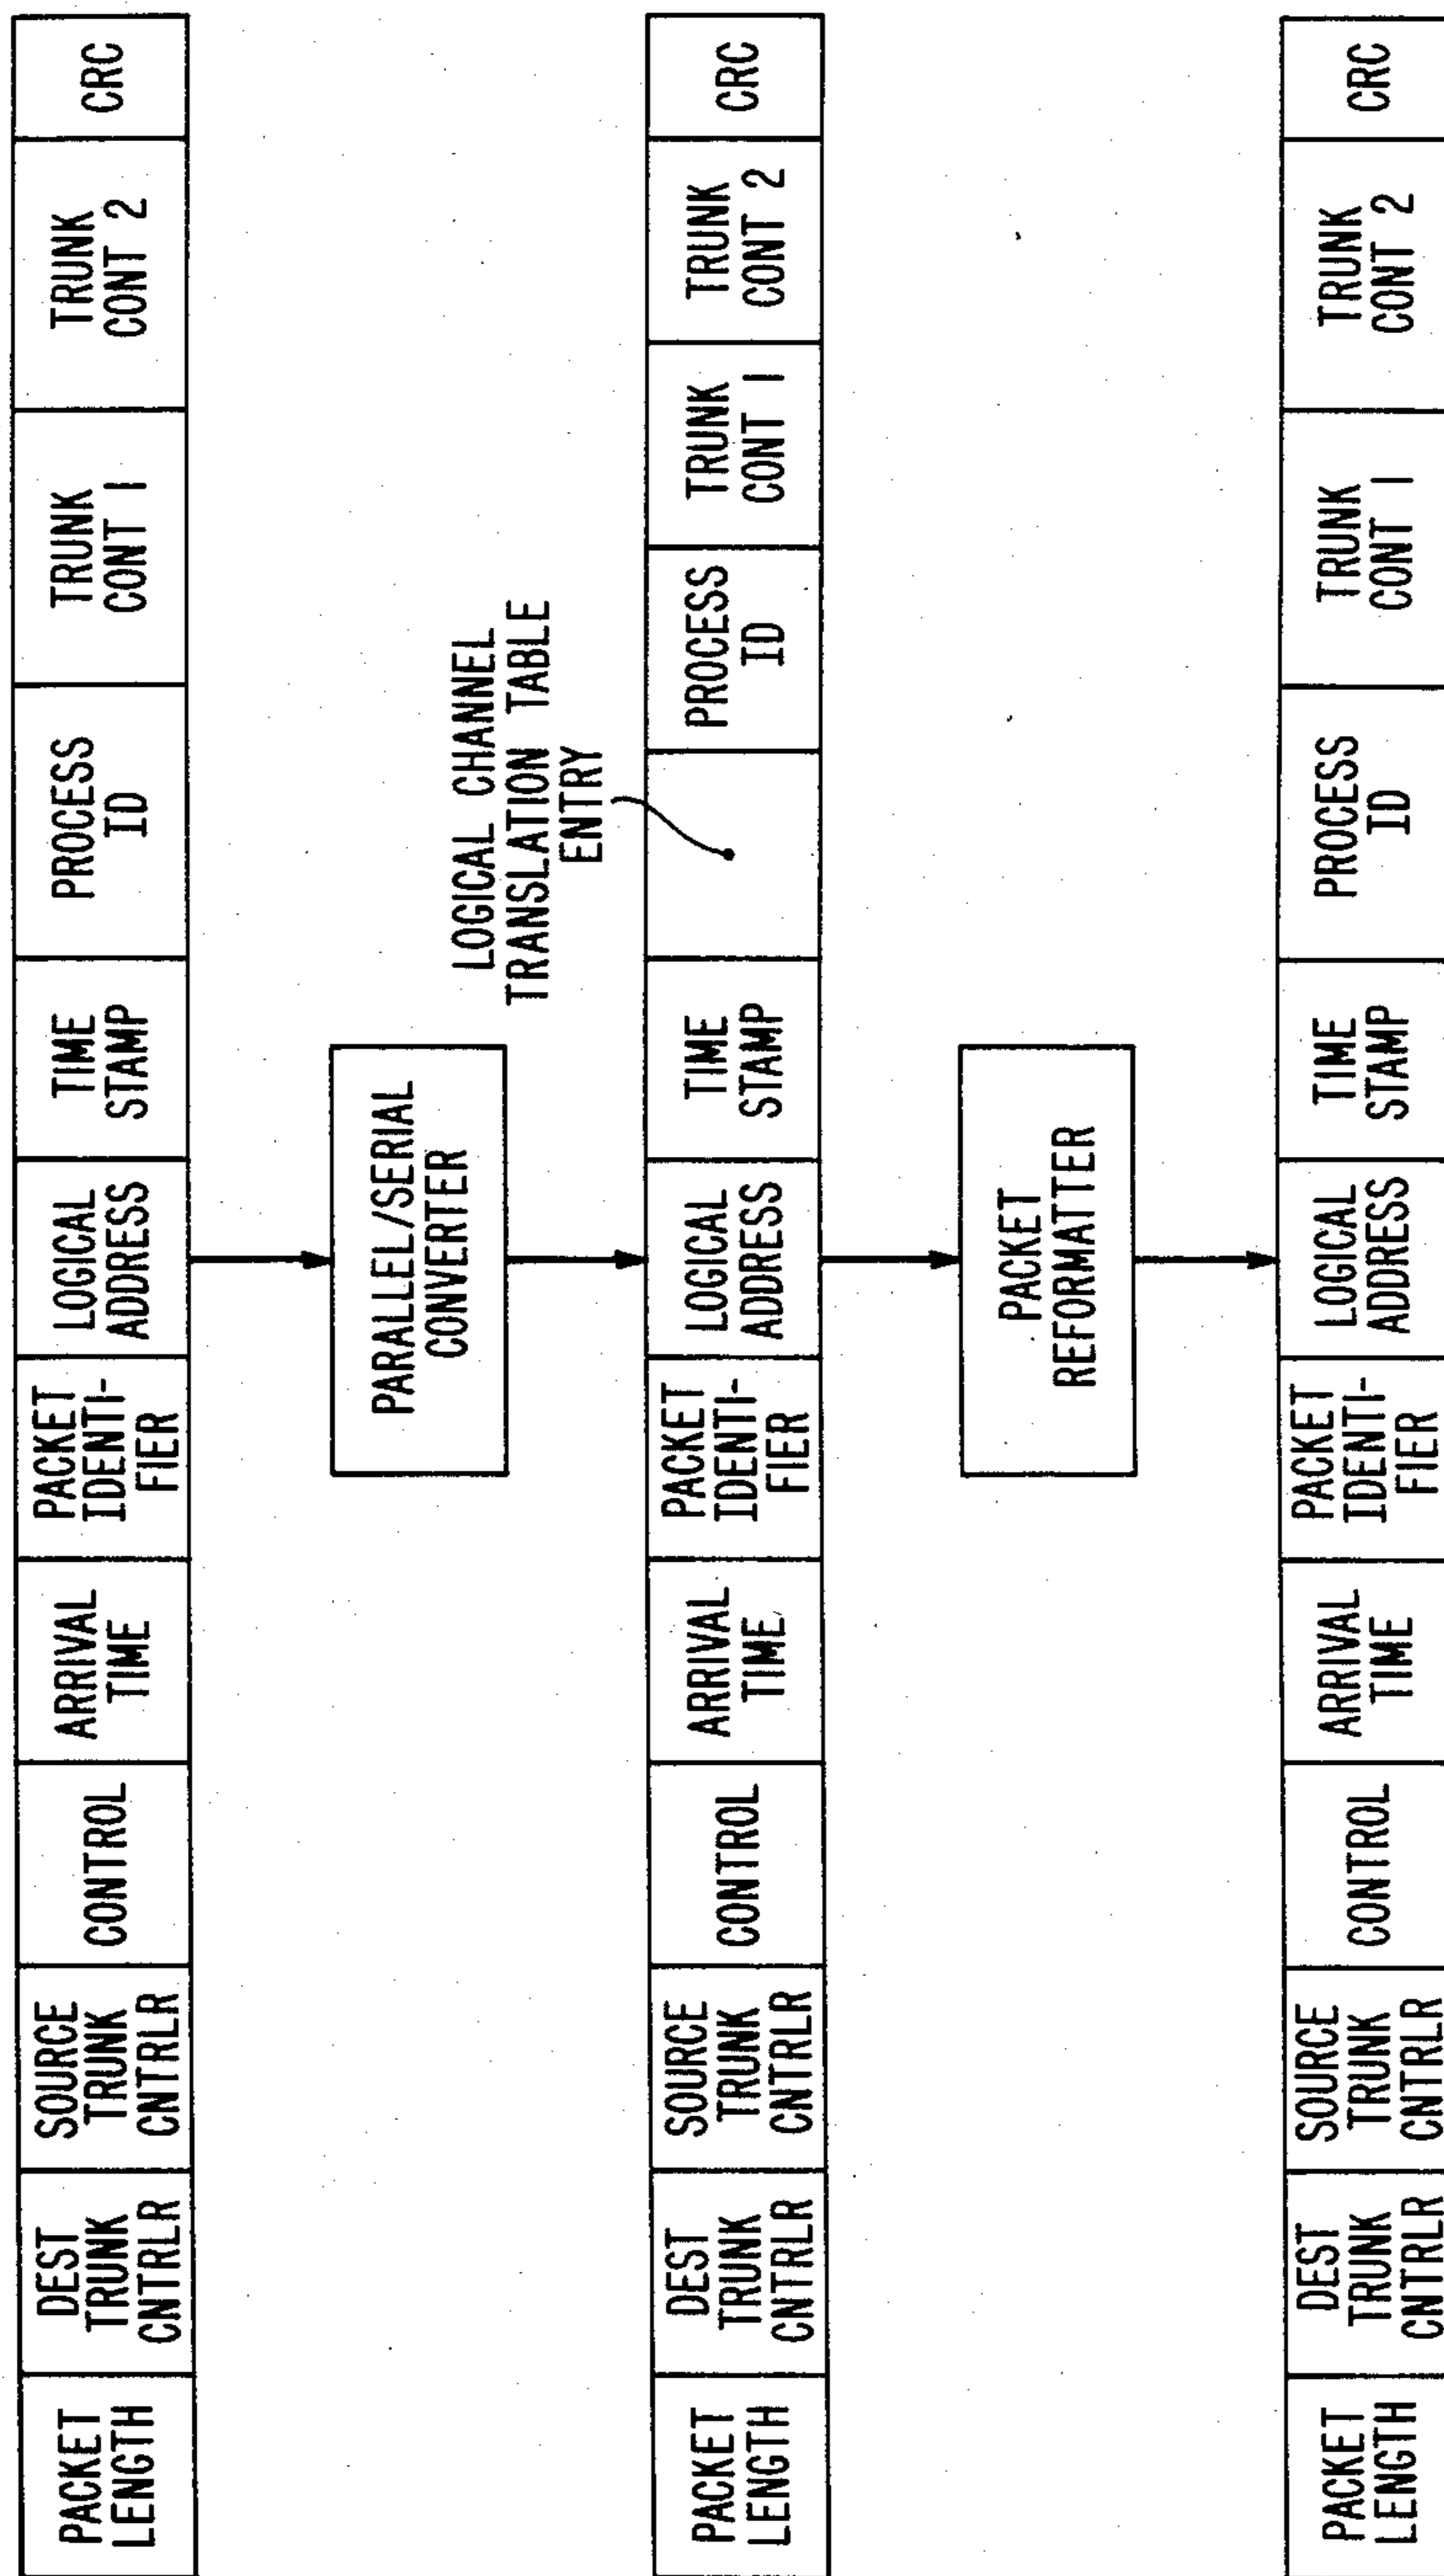 PACKET
LENGTH
DEST
TRUNK
CNTRLR
SOURCE
TRUNK
CNTRLR
CONTROL
ARRIVAL
TIME
PACKET
IDENTI-
FIER
LOGICAL
ADDRESS
TIME
STAMP
PROCESS
ID
TRUNK
CONT 1
TRUNK
CONT 2
CRC
PARALLEL/SERIAL
CONVERTER
LOGICAL CHANNEL
TRANSLATION TABLE
ENTRY
PACKET
LENGTH
DEST
TRUNK
CNTRLR
SOURCE
TRUNK
CNTRLR
CONTROL
ARRIVAL
TIME
PACKET
IDENTI-
FIER
LOGICAL
ADDRESS
TIME
STAMP
PROCESS
ID
TRUNK
CONT 1
TRUNK
CONT 2
CRC
PACKET
REFORMATTER
PACKET
LENGTH
DEST
TRUNK
CNTRLR
SOURCE
TRUNK
CNTRLR
CONTROL
ARRIVAL
TIME
PACKET
IDENTI-
FIER
LOGICAL
ADDRESS
TIME
STAMP
PROCESS
ID
TRUNK
CONT 1
TRUNK
CONT 2
CRC